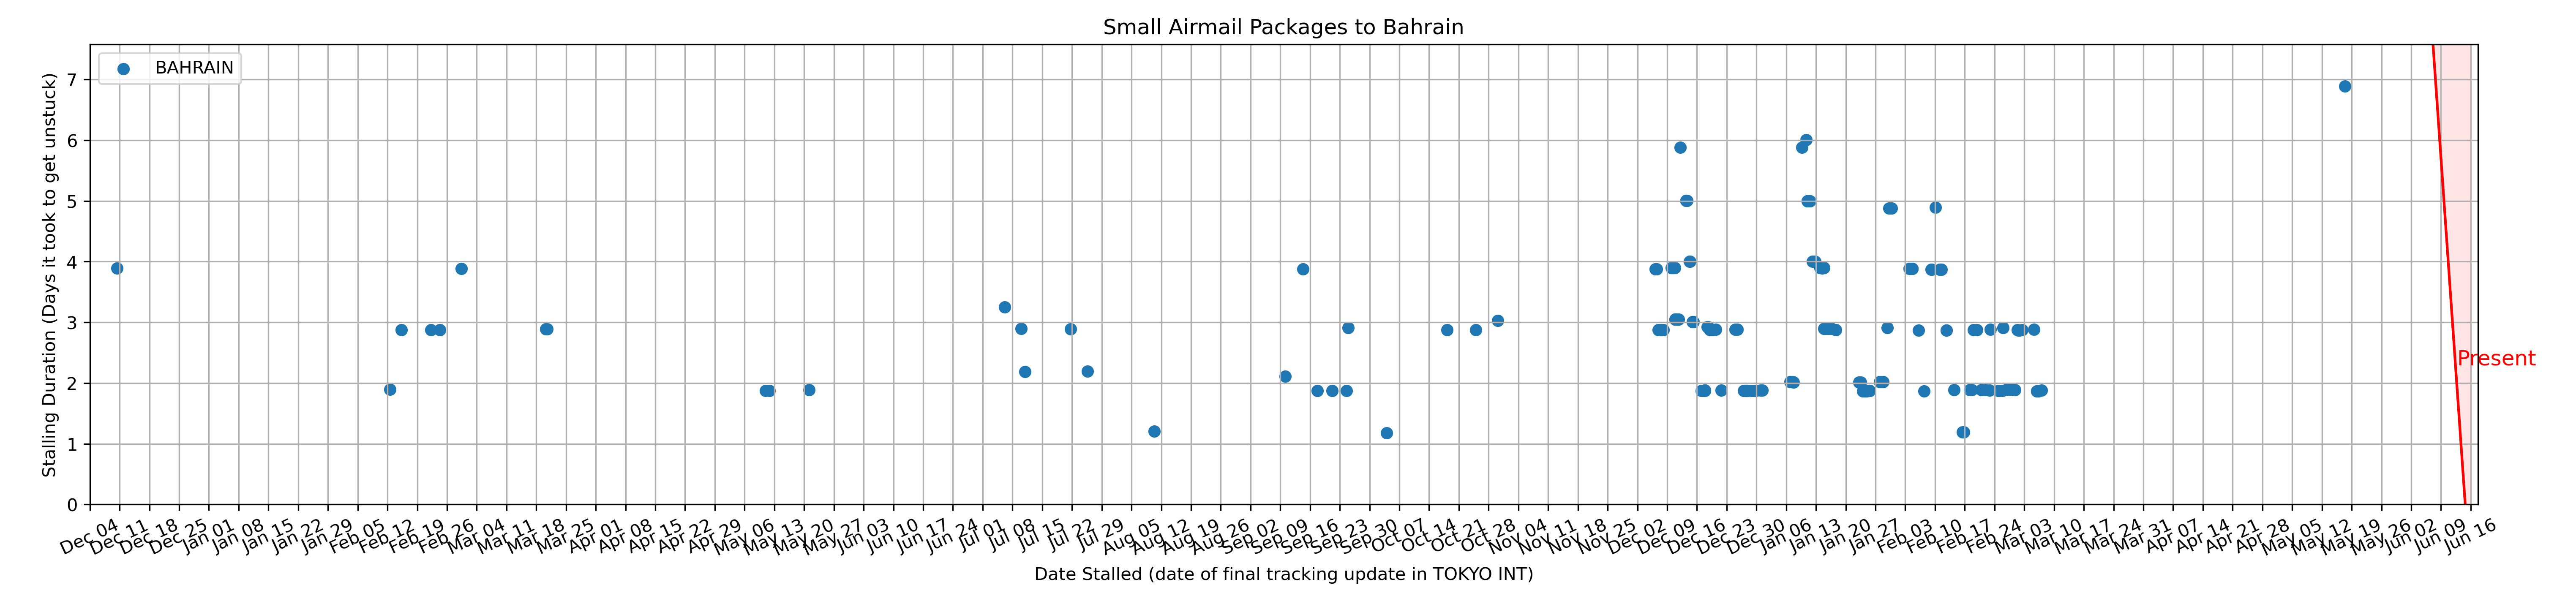 Small Airmail Packages to Bahrain
BAHRAIN
Stalling Duration (Days it took to get unstuck)
7
6
5
4
3
2
1
0
Present
Dec 04 Dec 11 Dec 18 Dec 25 Jan 01 Jan 08 Jan 15 Jan 22 Jan 29 Feb 05 Feb 12 Feb 19 Feb 26 Mar 04 Mar 11 Mar 18 Mar 25 Apr 01 Apr 08 Apr 15 Apr 22 Apr 29 May 06 May 13 May 20 May 27 Jun 03 Jun 10 Jun 17 Jun 24 Jul 01 Jul 08 Jul 15 Jul 22 Jul 29 Aug 05 Aug 12 Aug 19 Aug 26 Sep 02 Sep 09 Sep 16 Sep 23 Sep 30 Oct 07 Oct 14 Oct 21 Oct 28 Nov 04 Nov 11 Nov 18 Nov 25 Dec 02 Dec 09 Dec 16 Dec 23 Dec 30 Jan 06 Jan 13 Jan 20 Jan 27 Feb 03 Feb 10 Feb 17 Feb 24 Mar 03 Mar 10 Mar 17 Mar 24 Mar 31 Apr 07 Apr 14 Apr 21 Apr 28 May 05 May 12 May 19 May 26 Jun 02 Jun 09 Jun 16
Date Stalled (date of final tracking update in TOKYO INT)